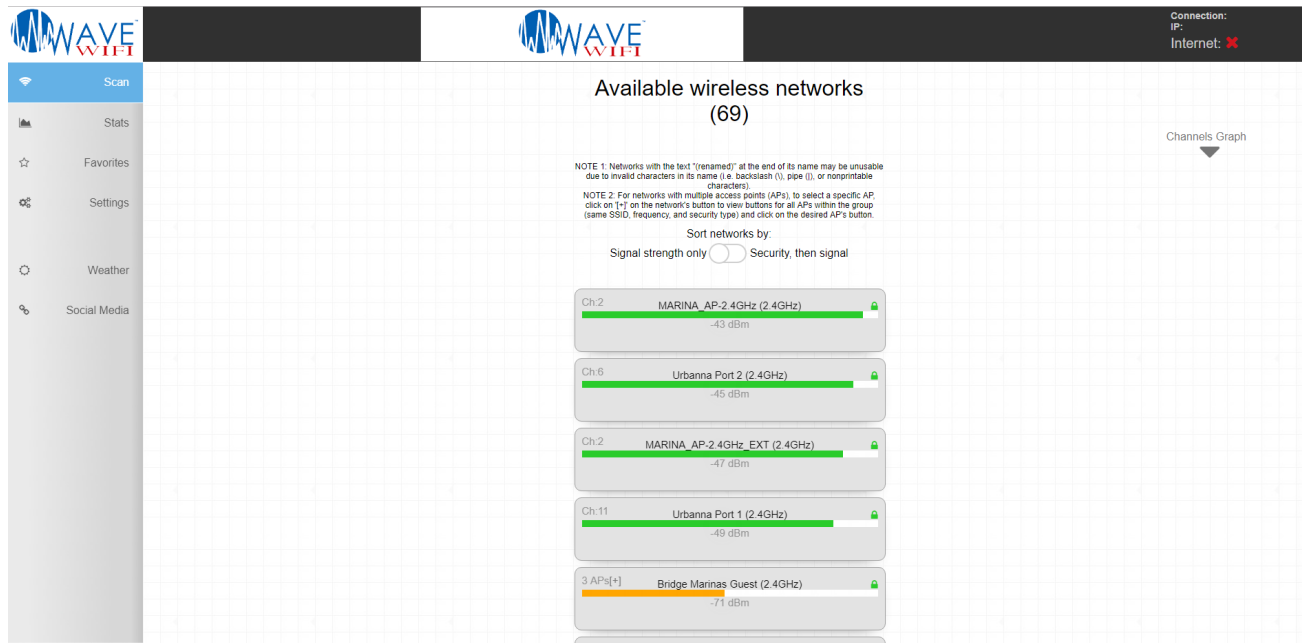 WAVE™
WIFI
WAVE™
WIFI
Connection:
IP:
Internet:
Scan
Stats
Favorites
Settings
Weather
Social Media
Available wireless networks
(69)
Channels Graph
NOTE 1: Networks with the text "(renamed)" at the end of its name may be unusable
due to invalid characters in its name (i.e. backslash (\), pipe (|), or nonprintable
characters).
NOTE 2: For networks with multiple access points (APs), to select a specific AP,
click on '[+]' on the network's button to view buttons for all APs within the group
(same SSID, frequency, and security type) and click on the desired AP's button.
Sort networks by:
Signal strength only Security, then signal
Ch:2 MARINA_AP-2.4GHz (2.4GHz)
-43 dBm
Ch:6 Urbanna Port 2 (2.4GHz)
-45 dBm
Ch:2 MARINA_AP-2.4GHz_EXT (2.4GHz)
-47 dBm
Ch:11 Urbanna Port 1 (2.4GHz)
-49 dBm
3 APs[+] Bridge Marinas Guest (2.4GHz)
-71 dBm